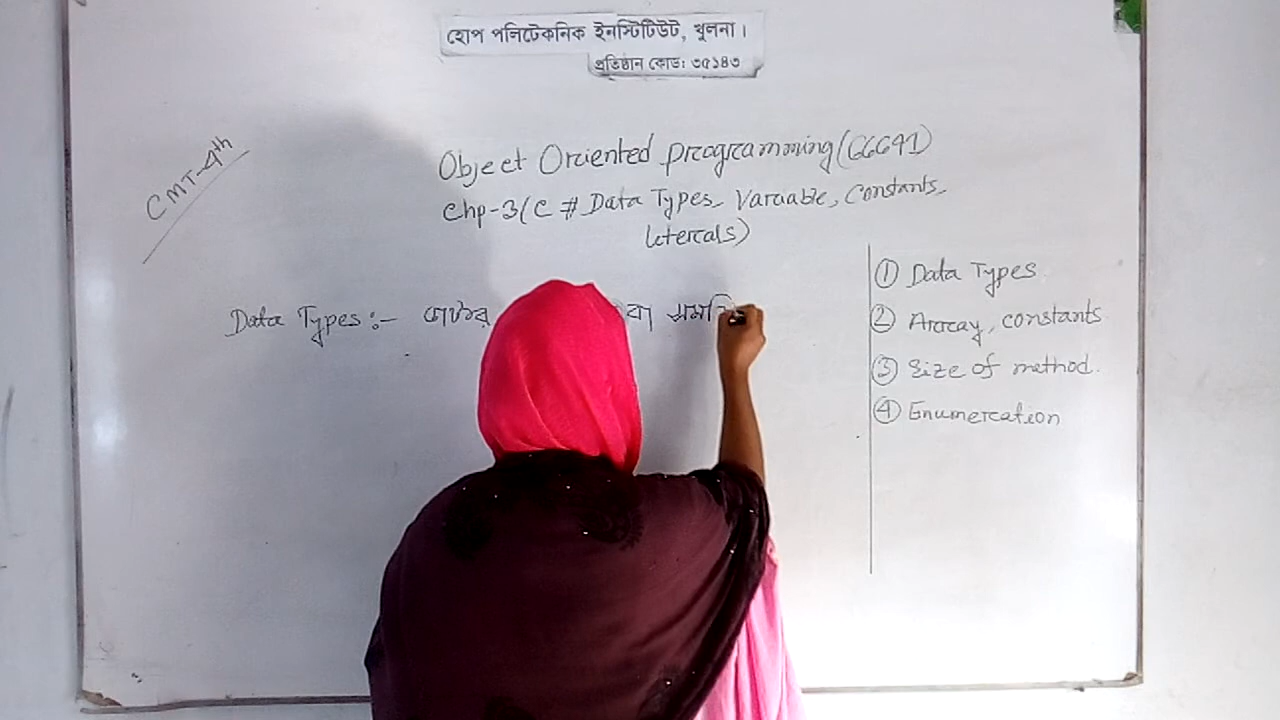 হোপ পলিটেকনিক ইনস্টিটিউট, খুলনা।
প্রতিষ্ঠান কোডঃ ৩৫১৪৩
CMT-4th
Object Oriented programming (66641)
Chp-3 (C # Data Types, Variable, Constants,
literals)
Data Types :- ডাটার বা
① Data Types
② Array, constants
③ Size of method.
④ Enumeration